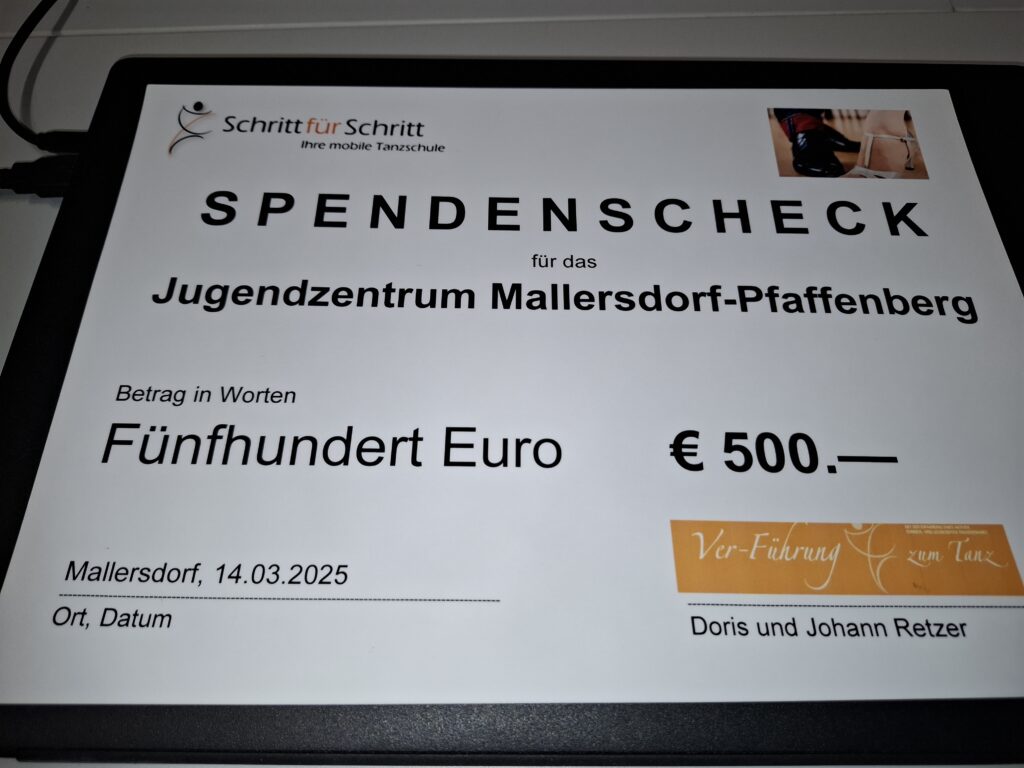 Schritt für Schritt
Ihre mobile Tanzschule
SPENDENSCHECK
für das
Jugendzentrum Mallersdorf-Pfaffenberg
Betrag in Worten
Fünfhundert Euro € 500.—
Ver-Führung zum Tanz
Mallersdorf, 14.03.2025
Ort, Datum
Doris und Johann Retzer